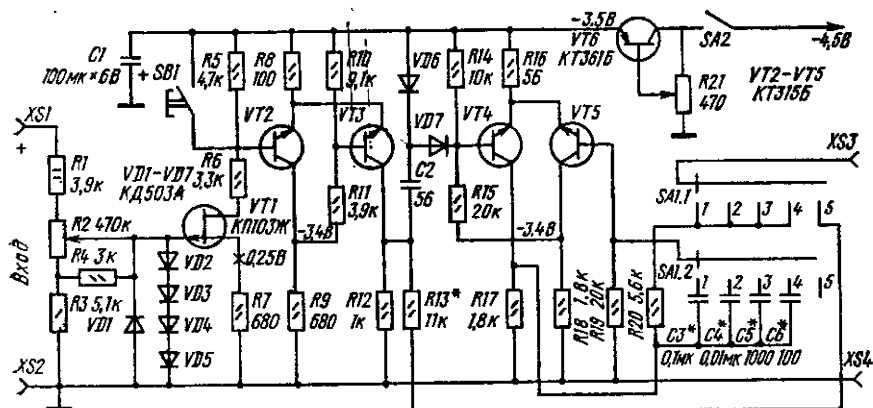 C1
100мк×6В
+
SB1
R5
4,7к
R8
100
R10
9,1к
VD6
R14
10к
R16
56
-3,5В
VT6
КТ361Б
SA2
-4,5В
R21
470
VT2-VT5
КТ315Б
XS1
+
VT2
VT3
VD7
VT4
VT5
XS3
R1
3,9к
VD1-VD7
КД503А
R6
3,3к
C2
56
R11
3,9к
R15
20к
SA1.1
1
2
3
4
5
Вход
R2 470к
VT1
КП103Ж
-3,4В
-3,4В
R4 3к
0,25В
SA1.2
1
2
3
4
5
VD2
VD3
VD4
VD5
R3 5,1к
VD1
R7
680
R9
680
R12
1к
R13*
11к
R17
1,8к
R18 1,8к
R19 20к
R20 5,6к
C3* C4* C5* C6*
0,1мк 0,01мк 1000 100
XS2
XS4